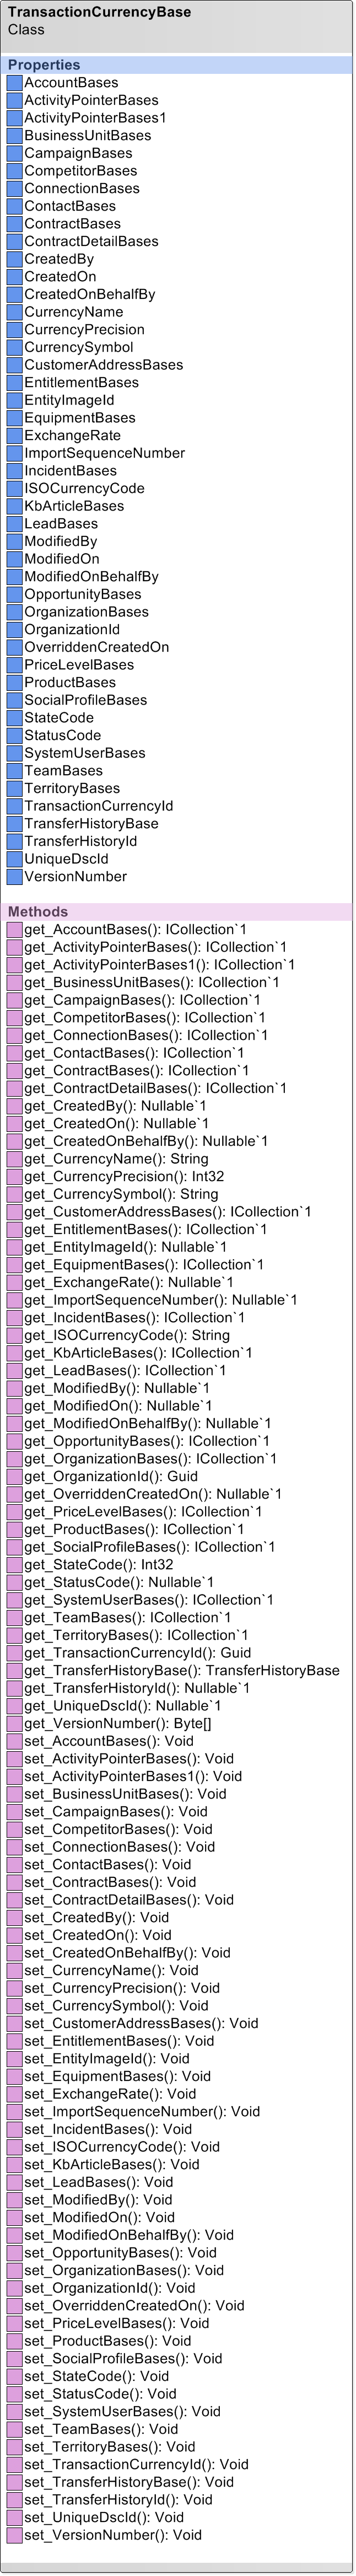 TransactionCurrencyBase
Class
Properties
AccountBases
ActivityPointerBases
ActivityPointerBases1
BusinessUnitBases
CampaignBases
CompetitorBases
ConnectionBases
ContactBases
ContractBases
ContractDetailBases
CreatedBy
CreatedOn
CreatedOnBehalfBy
CurrencyName
CurrencyPrecision
CurrencySymbol
CustomerAddressBases
EntitlementBases
EntityImageId
EquipmentBases
ExchangeRate
ImportSequenceNumber
IncidentBases
ISOCurrencyCode
KbArticleBases
LeadBases
ModifiedBy
ModifiedOn
ModifiedOnBehalfBy
OpportunityBases
OrganizationBases
OrganizationId
OverriddenCreatedOn
PriceLevelBases
ProductBases
SocialProfileBases
StateCode
StatusCode
SystemUserBases
TeamBases
TerritoryBases
TransactionCurrencyId
TransferHistoryBase
TransferHistoryId
UniqueDscId
VersionNumber
Methods
get_AccountBases(): ICollection`1
get_ActivityPointerBases(): ICollection`1
get_ActivityPointerBases1(): ICollection`1
get_BusinessUnitBases(): ICollection`1
get_CampaignBases(): ICollection`1
get_CompetitorBases(): ICollection`1
get_ConnectionBases(): ICollection`1
get_ContactBases(): ICollection`1
get_ContractBases(): ICollection`1
get_ContractDetailBases(): ICollection`1
get_CreatedBy(): Nullable`1
get_CreatedOn(): Nullable`1
get_CreatedOnBehalfBy(): Nullable`1
get_CurrencyName(): String
get_CurrencyPrecision(): Int32
get_CurrencySymbol(): String
get_CustomerAddressBases(): ICollection`1
get_EntitlementBases(): ICollection`1
get_EntityImageId(): Nullable`1
get_EquipmentBases(): ICollection`1
get_ExchangeRate(): Nullable`1
get_ImportSequenceNumber(): Nullable`1
get_IncidentBases(): ICollection`1
get_ISOCurrencyCode(): String
get_KbArticleBases(): ICollection`1
get_LeadBases(): ICollection`1
get_ModifiedBy(): Nullable`1
get_ModifiedOn(): Nullable`1
get_ModifiedOnBehalfBy(): Nullable`1
get_OpportunityBases(): ICollection`1
get_OrganizationBases(): ICollection`1
get_OrganizationId(): Guid
get_OverriddenCreatedOn(): Nullable`1
get_PriceLevelBases(): ICollection`1
get_ProductBases(): ICollection`1
get_SocialProfileBases(): ICollection`1
get_StateCode(): Int32
get_StatusCode(): Nullable`1
get_SystemUserBases(): ICollection`1
get_TeamBases(): ICollection`1
get_TerritoryBases(): ICollection`1
get_TransactionCurrencyId(): Guid
get_TransferHistoryBase(): TransferHistoryBase
get_TransferHistoryId(): Nullable`1
get_UniqueDscId(): Nullable`1
get_VersionNumber(): Byte[]
set_AccountBases(): Void
set_ActivityPointerBases(): Void
set_ActivityPointerBases1(): Void
set_BusinessUnitBases(): Void
set_CampaignBases(): Void
set_CompetitorBases(): Void
set_ConnectionBases(): Void
set_ContactBases(): Void
set_ContractBases(): Void
set_ContractDetailBases(): Void
set_CreatedBy(): Void
set_CreatedOn(): Void
set_CreatedOnBehalfBy(): Void
set_CurrencyName(): Void
set_CurrencyPrecision(): Void
set_CurrencySymbol(): Void
set_CustomerAddressBases(): Void
set_EntitlementBases(): Void
set_EntityImageId(): Void
set_EquipmentBases(): Void
set_ExchangeRate(): Void
set_ImportSequenceNumber(): Void
set_IncidentBases(): Void
set_ISOCurrencyCode(): Void
set_KbArticleBases(): Void
set_LeadBases(): Void
set_ModifiedBy(): Void
set_ModifiedOn(): Void
set_ModifiedOnBehalfBy(): Void
set_OpportunityBases(): Void
set_OrganizationBases(): Void
set_OrganizationId(): Void
set_OverriddenCreatedOn(): Void
set_PriceLevelBases(): Void
set_ProductBases(): Void
set_SocialProfileBases(): Void
set_StateCode(): Void
set_StatusCode(): Void
set_SystemUserBases(): Void
set_TeamBases(): Void
set_TerritoryBases(): Void
set_TransactionCurrencyId(): Void
set_TransferHistoryBase(): Void
set_TransferHistoryId(): Void
set_UniqueDscId(): Void
set_VersionNumber(): Void